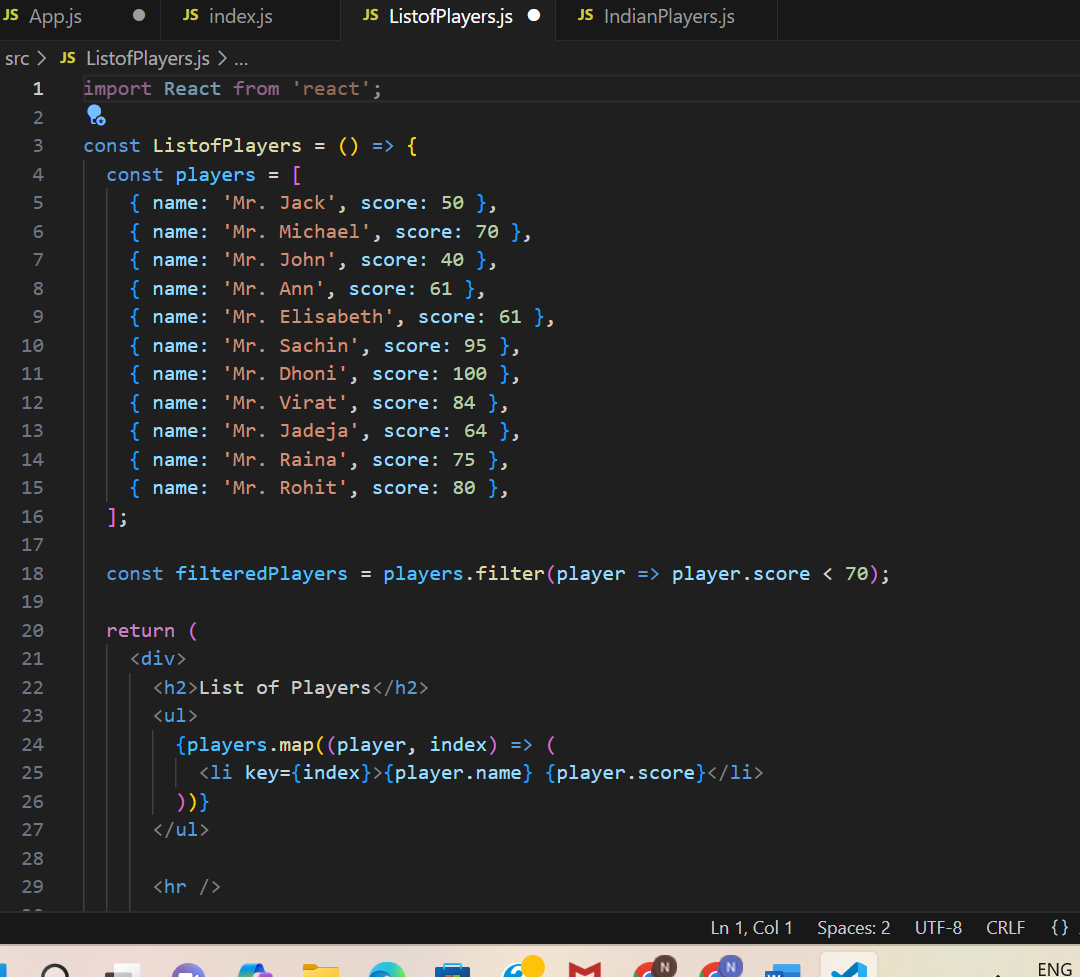 JS App.js JS index.js JS ListofPlayers.js JS IndianPlayers.js
src > JS ListofPlayers.js > ...
1 import React from 'react';
2
3 const ListofPlayers = () => {
4 const players = [
5 { name: 'Mr. Jack', score: 50 },
6 { name: 'Mr. Michael', score: 70 },
7 { name: 'Mr. John', score: 40 },
8 { name: 'Mr. Ann', score: 61 },
9 { name: 'Mr. Elisabeth', score: 61 },
10 { name: 'Mr. Sachin', score: 95 },
11 { name: 'Mr. Dhoni', score: 100 },
12 { name: 'Mr. Virat', score: 84 },
13 { name: 'Mr. Jadeja', score: 64 },
14 { name: 'Mr. Raina', score: 75 },
15 { name: 'Mr. Rohit', score: 80 },
16 ];
17
18 const filteredPlayers = players.filter(player => player.score < 70);
19
20 return (
21 <div>
22 <h2>List of Players</h2>
23 <ul>
24 {players.map((player, index) => (
25 <li key={index}>{player.name} {player.score}</li>
26 ))}
27 </ul>
28
29 <hr />
Ln 1, Col 1 Spaces: 2 UTF-8 CRLF {}
N N ENG